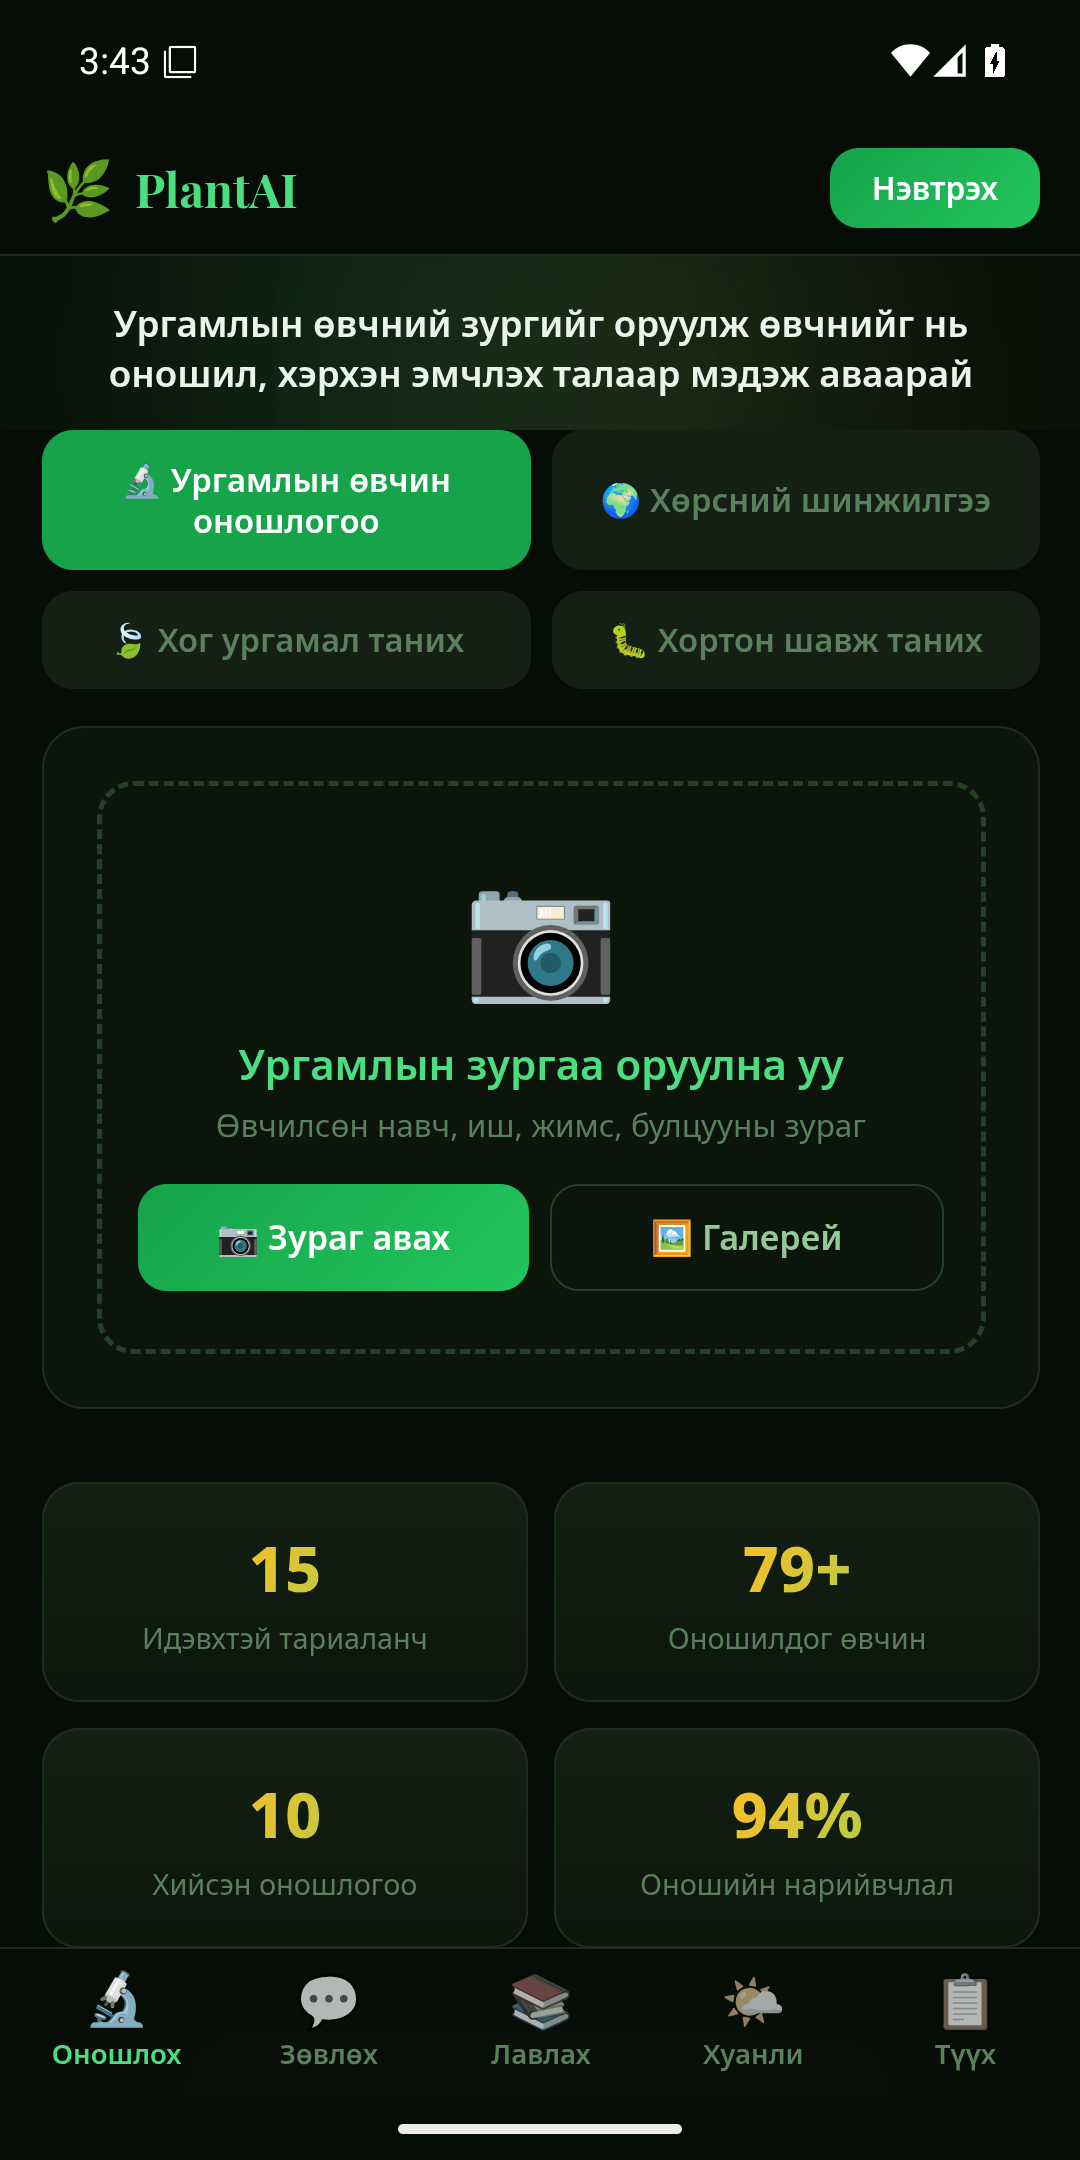 3:43
PlantAI
Нэвтрэх
Ургамлын өвчний зургийг оруулж өвчнийг нь
оношил, хэрхэн эмчлэх талаар мэдэж аваарай
Ургамлын өвчин
оношлогоо
Хөрсний шинжилгээ
Хог ургамал таних
Хортон шавж таних
Ургамлын зургаа оруулна уу
Өвчилсөн навч, иш, жимс, булцууны зураг
Зураг авах
Галерей
15
Идэвхтэй тариаланч
79+
Оношилдог өвчин
10
Хийсэн оношлогоо
94%
Оношийн нарийвчлал
Оношлох
Зөвлөх
Лавлах
Хуанли
Түүх